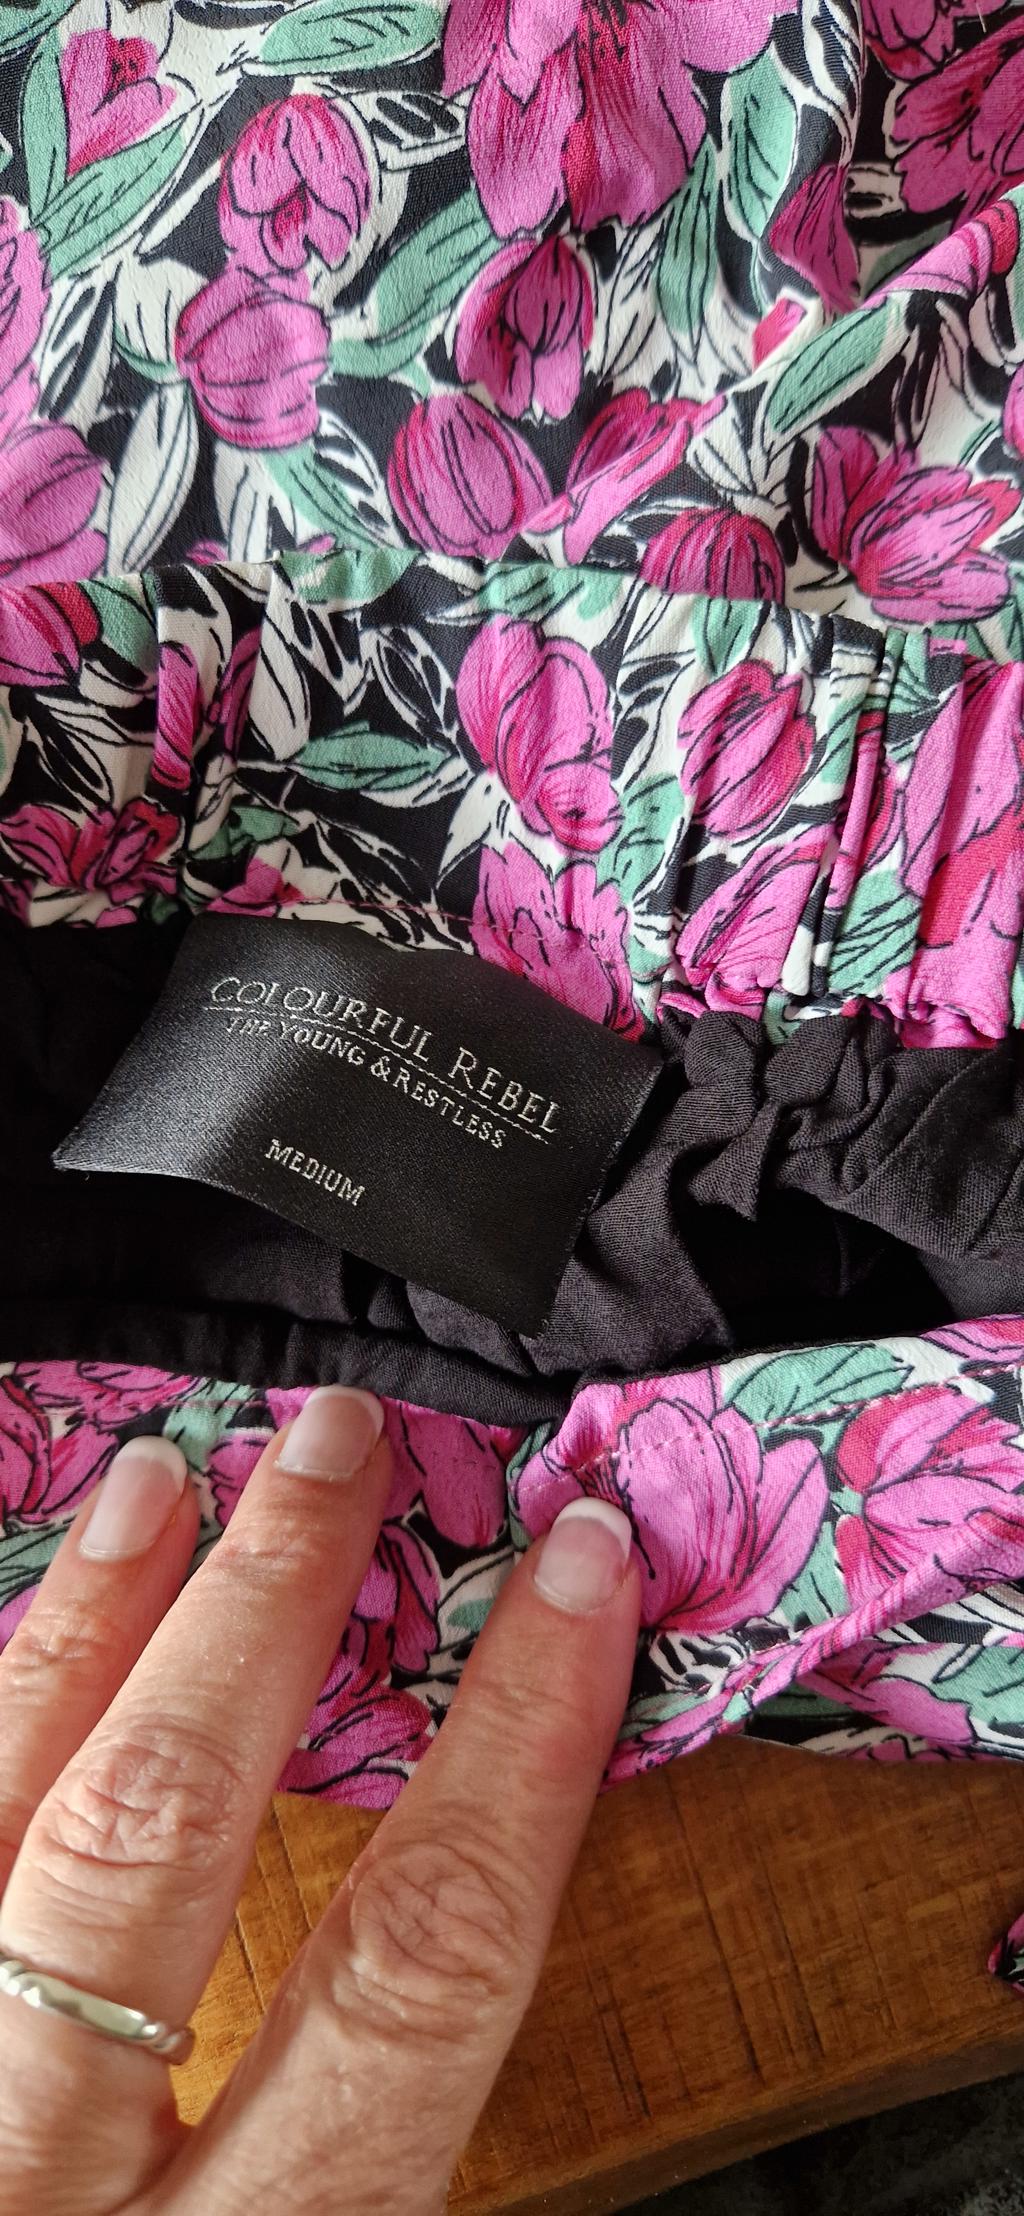 COLOURFUL REBEL
THE YOUNG & RESTLESS
MEDIUM